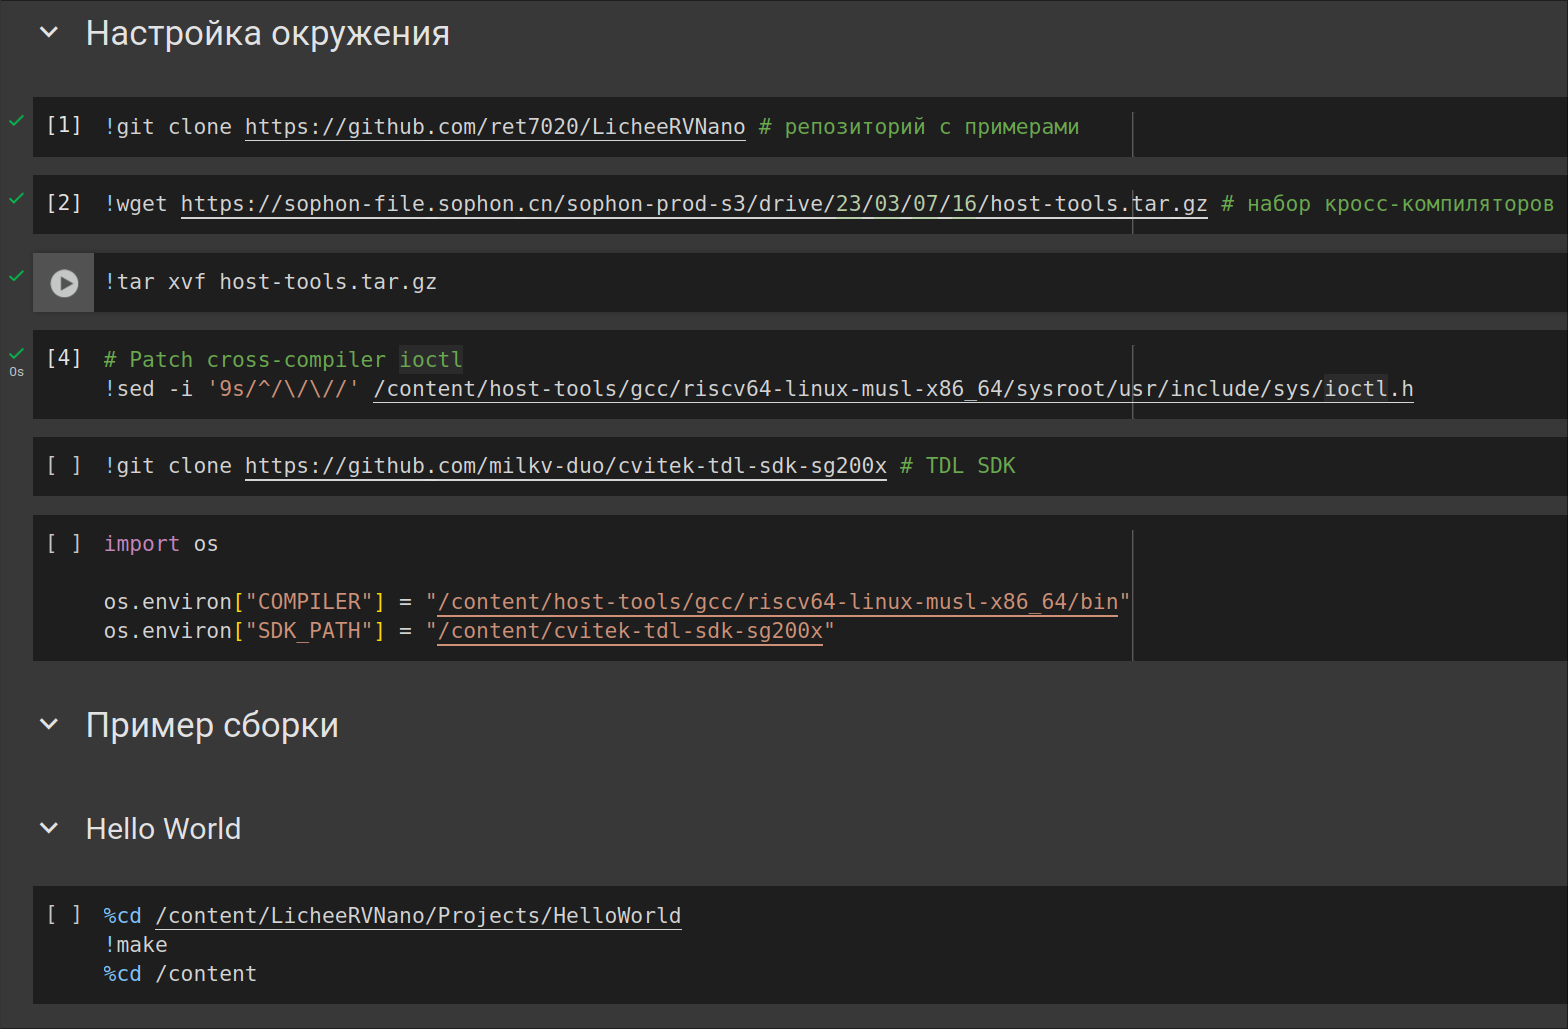 Настройка окружения
[1] !git clone https://github.com/ret7020/LicheeRVNano # репозиторий с примерами
[2] !wget https://sophon-file.sophon.cn/sophon-prod-s3/drive/23/03/07/16/host-tools.tar.gz # набор кросс-компиляторов
!tar xvf host-tools.tar.gz
[4] # Patch cross-compiler ioctl
0s
!sed -i '9s/^/\/\//' /content/host-tools/gcc/riscv64-linux-musl-x86_64/sysroot/usr/include/sys/ioctl.h
[ ] !git clone https://github.com/milkv-duo/cvitek-tdl-sdk-sg200x # TDL SDK
[ ] import os
os.environ["COMPILER"] = "/content/host-tools/gcc/riscv64-linux-musl-x86_64/bin"
os.environ["SDK_PATH"] = "/content/cvitek-tdl-sdk-sg200x"
Пример сборки
Hello World
[ ] %cd /content/LicheeRVNano/Projects/HelloWorld
!make
%cd /content